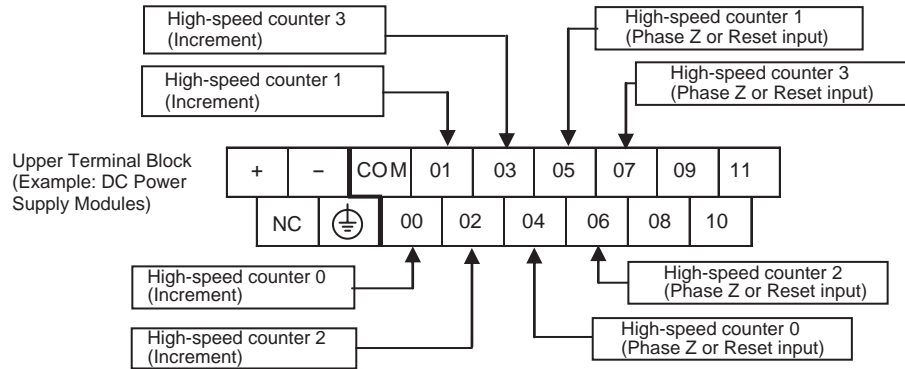 High-speed counter 3
(Increment)
High-speed counter 1
(Phase Z or Reset input)
High-speed counter 1
(Increment)
High-speed counter 3
(Phase Z or Reset input)
Upper Terminal Block
(Example: DC Power
Supply Modules)
+ – COM 01 03 05 07 09 11
NC 00 02 04 06 08 10
High-speed counter 0
(Increment)
High-speed counter 2
(Phase Z or Reset input)
High-speed counter 2
(Increment)
High-speed counter 0
(Phase Z or Reset input)